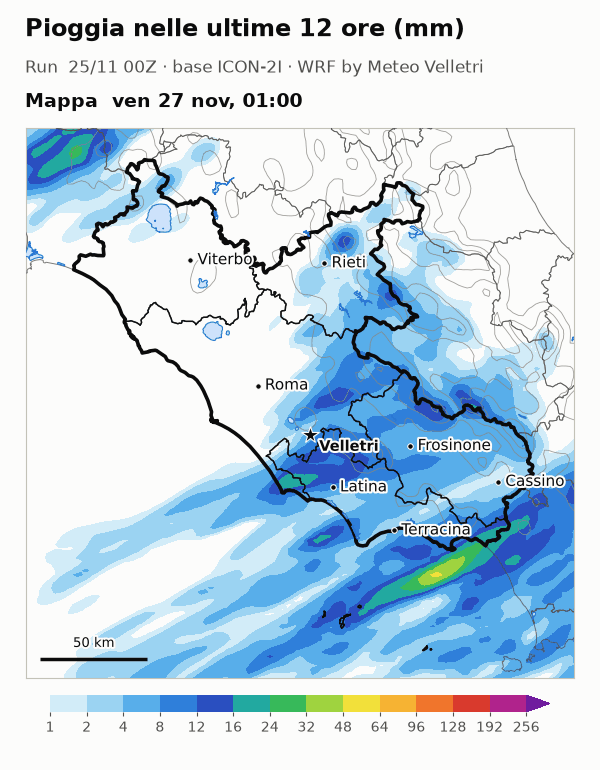 Pioggia nelle ultime 12 ore (mm)
Run  25/11 00Z · base ICON-2I · WRF by Meteo Velletri
Mappa  ven 27 nov, 01:00
Viterbo
Rieti
Roma
Velletri
Frosinone
Latina
Cassino
Terracina
50 km
1 2 4 8 12 16 24 32 48 64 96 128 192 256